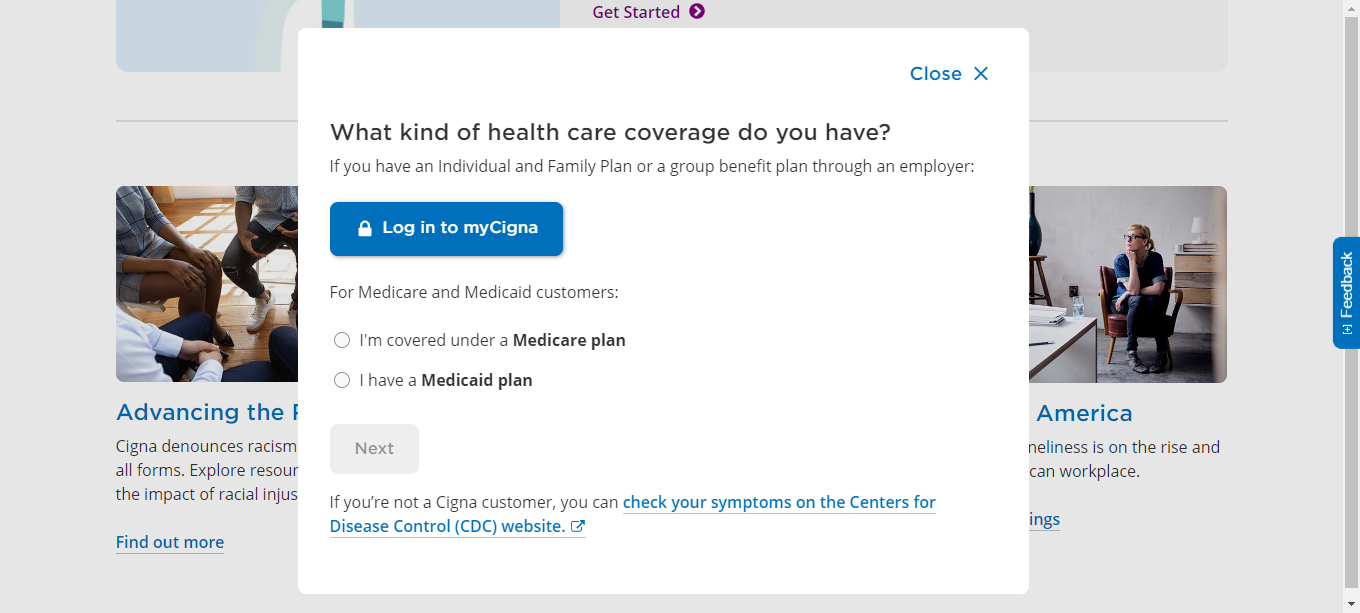 Get Started
Close
What kind of health care coverage do you have?
If you have an Individual and Family Plan or a group benefit plan through an employer:
Log in to myCigna
For Medicare and Medicaid customers:
I'm covered under a Medicare plan
I have a Medicaid plan
Next
If you’re not a Cigna customer, you can check your symptoms on the Centers for
Disease Control (CDC) website.
Advancing the
Cigna denounces racism
all forms. Explore resour
the impact of racial injus
Find out more
America
neliness is on the rise and
can workplace.
ings
Feedback